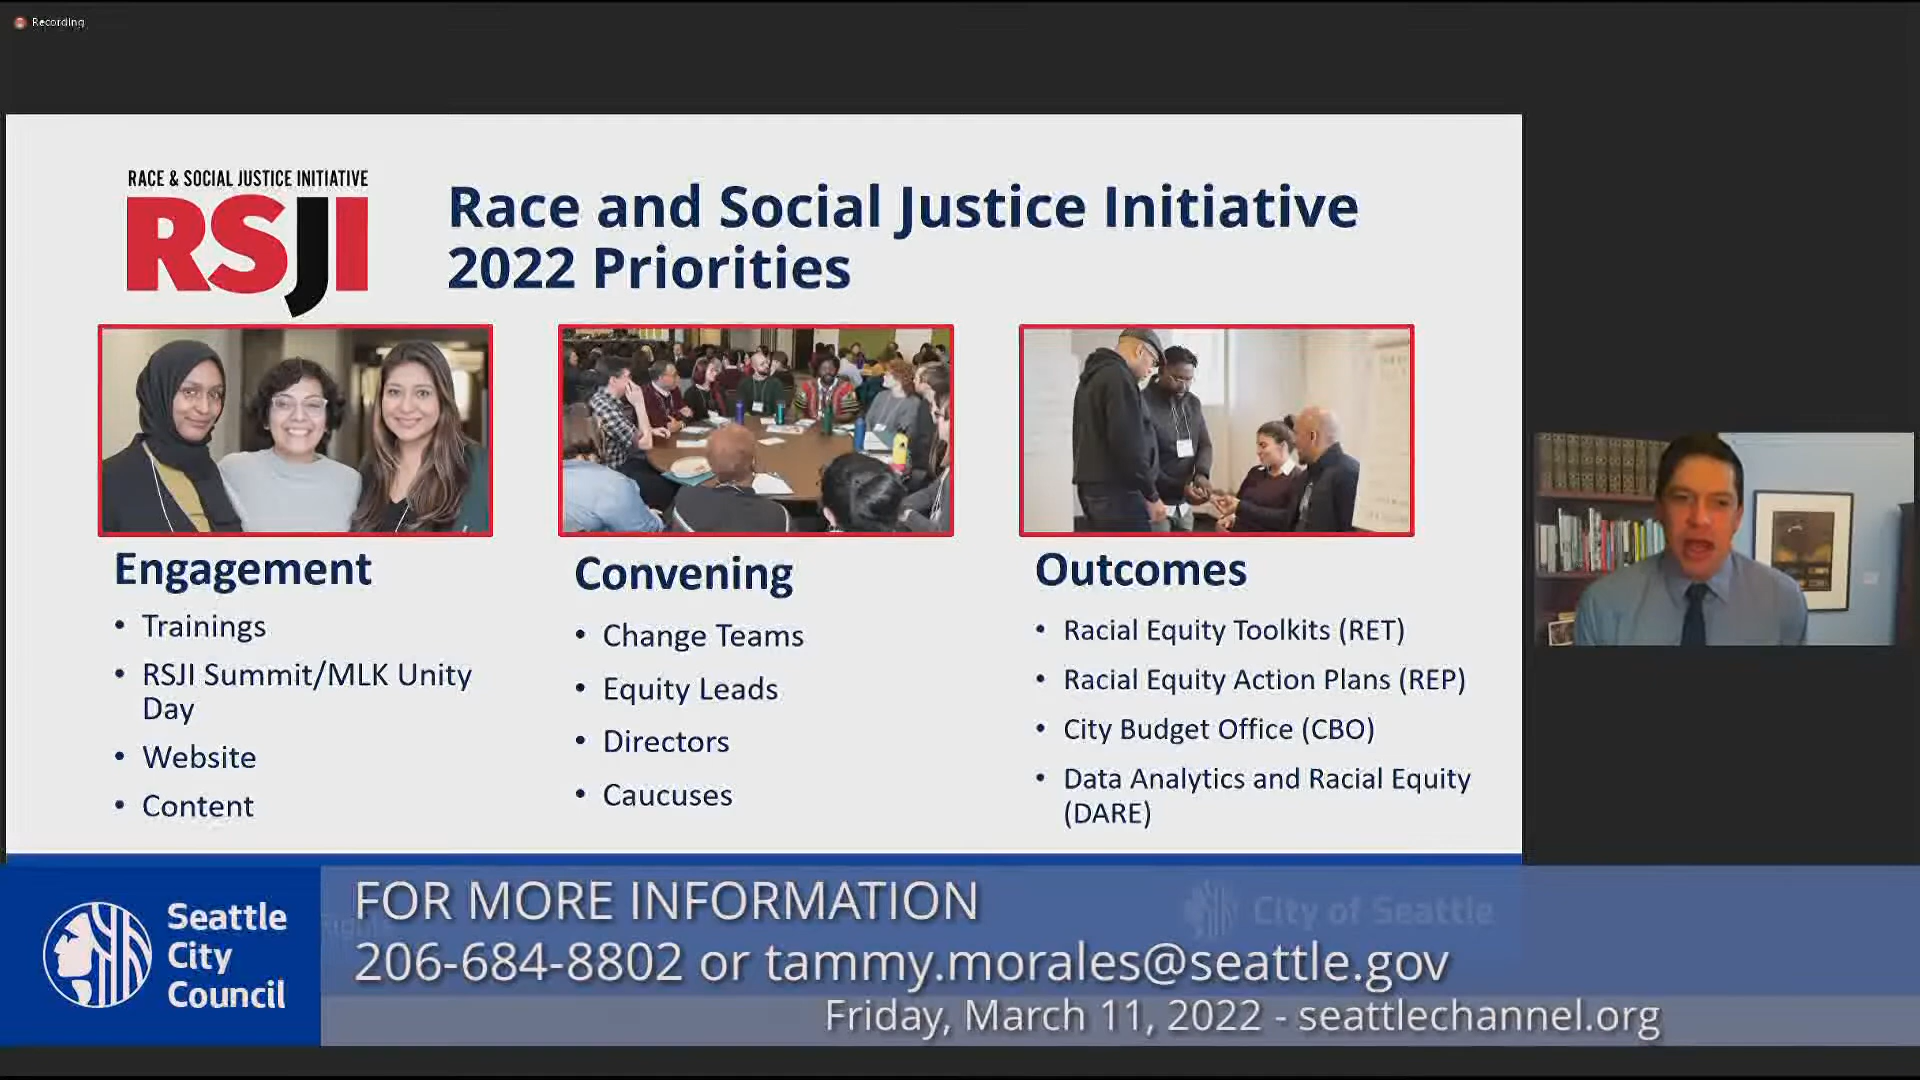 Recording
RACE & SOCIAL JUSTICE INITIATIVE
RSJI
Race and Social Justice Initiative
2022 Priorities
Engagement
• Trainings
• RSJI Summit/MLK Unity
Day
• Website
• Content
Convening
• Change Teams
• Equity Leads
• Directors
• Caucuses
Outcomes
• Racial Equity Toolkits (RET)
• Racial Equity Action Plans (REP)
• City Budget Office (CBO)
• Data Analytics and Racial Equity
(DARE)
Seattle
City
Council
FOR MORE INFORMATION
City of Seattle
206-684-8802 or tammy.morales@seattle.gov
Friday, March 11, 2022 - seattlechannel.org